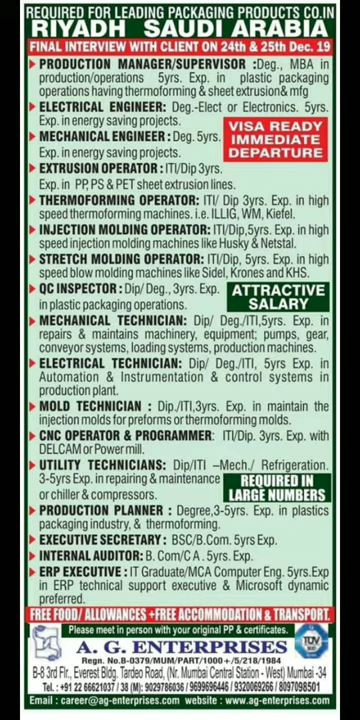 REQUIRED FOR LEADING PACKAGING PRODUCTS CO.IN
RIYADH SAUDI ARABIA
FINAL INTERVIEW WITH CLIENT ON 24th & 25th Dec. 19
PRODUCTION MANAGER/SUPERVISOR :Deg., MBA in
production/operations 5yrs. Exp. in plastic packaging
operations having thermoforming & sheet extrusion& mfg
ELECTRICAL ENGINEER: Deg.-Elect or Electronics. 5yrs.
Exp. in energy saving projects.
MECHANICAL ENGINEER : Deg. 5yrs.
Exp. in energy saving projects.
VISA READY
IMMEDIATE
DEPARTURE
EXTRUSION OPERATOR : ITI/Dip 3yrs.
Exp. in PP, PS & PET sheet extrusion lines.
THERMOFORMING OPERATOR: ITI/ Dip 3yrs. Exp. in high
speed thermoforming machines. i.e. ILLIG, WM, Kiefel.
INJECTION MOLDING OPERATOR: ITI/Dip,5yrs. Exp. in high
speed injection molding machines like Husky & Netstal.
STRETCH MOLDING OPERATOR: ITI/Dip, 5yrs. Exp. in high
speed blow molding machines like Sidel, Krones and KHS.
QC INSPECTOR : Dip/ Deg., 3yrs. Exp.
in plastic packaging operations.
ATTRACTIVE
SALARY
MECHANICAL TECHNICIAN: Dip/ Deg./ITI,5yrs. Exp. in
repairs & maintains machinery, equipment; pumps, gear,
conveyor systems, loading systems, production machines.
ELECTRICAL TECHNICIAN: Dip/ Deg./ITI, 5yrs Exp. in
Automation & Instrumentation & control systems in
production plant.
MOLD TECHNICIAN : Dip./ITI,3yrs. Exp. in maintain the
injection molds for preforms or thermoforming molds.
CNC OPERATOR & PROGRAMMER: ITI/Dip. 3yrs. Exp. with
DELCAM or Power mill.
UTILITY TECHNICIANS: Dip/ITI –Mech./ Refrigeration.
3-5yrs Exp. in repairing & maintenance
or chiller & compressors.
REQUIRED IN
LARGE NUMBERS
PRODUCTION PLANNER : Degree,3-5yrs. Exp. in plastics
packaging industry, & thermoforming.
EXECUTIVE SECRETARY: BSC/B.Com. 5yrs Exp.
INTERNAL AUDITOR: B. Com/C A . 5yrs. Exp.
ERP EXECUTIVE : IT Graduate/MCA Computer Eng. 5yrs.Exp
in ERP technical support executive & Microsoft dynamic
preferred.
FREE FOOD/ ALLOWANCES +FREE ACCOMMODATION & TRANSPORT.
Please meet in person with your original PP & certificates.
A. G. ENTERPRISES
Regn. No.B-0379/MUM/PART/1000+/5/218/1984
TÜV
B-8 3rd Flr., Everest Bldg. Tardeo Road, (Nr. Mumbai Central Station - West) Mumbai -34
Tel. : +91 22 66621037 / 38 (M): 9029786036 / 9699696446 / 9320069266 / 8097098501
Email : career@ag-enterprises.com website : www.ag-enterprises.com